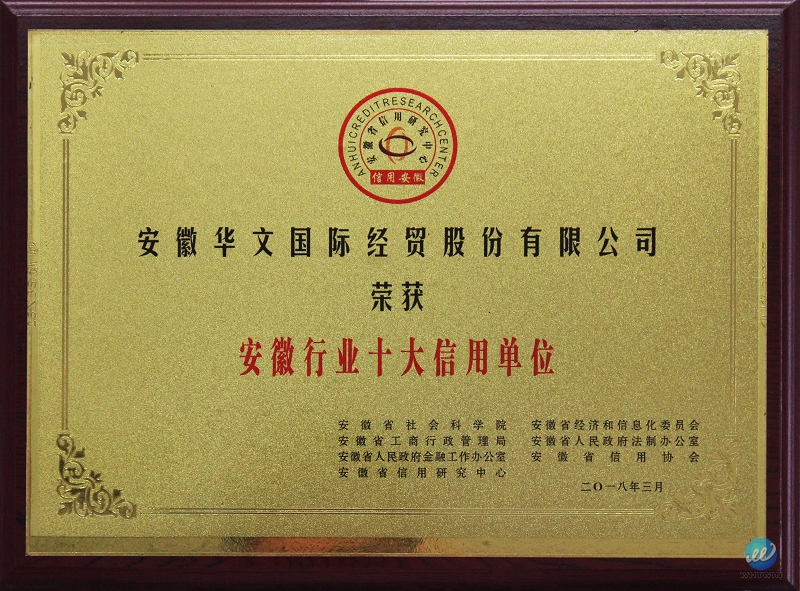 ANHUI CREDIT RESEARCH CENTER
安徽省信用研究中心
信用安徽
安徽华文国际经贸股份有限公司
荣获
安徽行业十大信用单位
安徽省社会科学院 安徽省经济和信息化委员会
安徽省工商行政管理局 安徽省人民政府法制办公室
安徽省人民政府金融工作办公室 安徽省信用协会
安徽省信用研究中心
二〇一八年三月